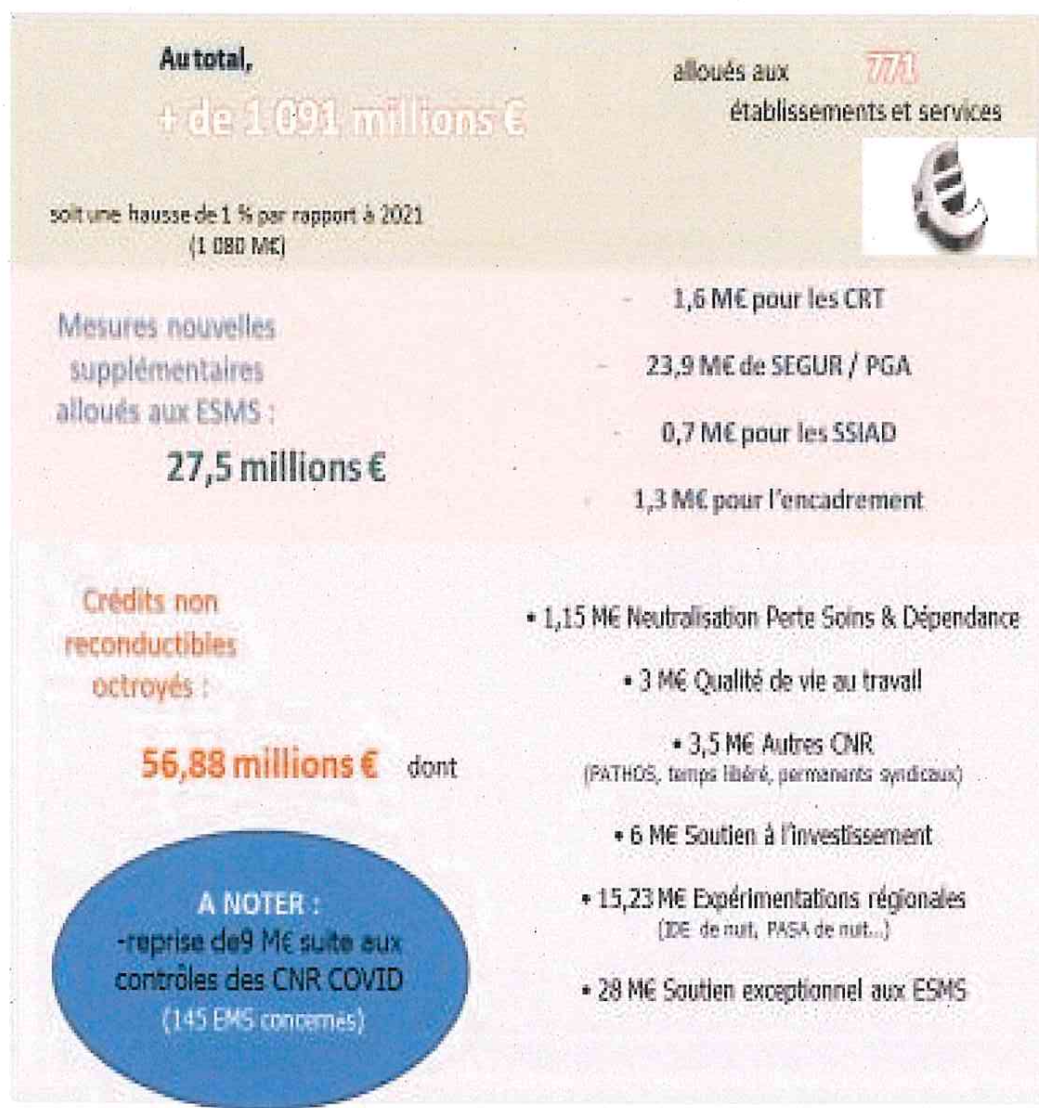 Au total,
+ de 1 091 millions €
soit une hausse de 1 % par rapport à 2021
(1 080 M€)
alloués aux 771
établissements et services
Mesures nouvelles
supplémentaires
alloués aux ESMS :
27,5 millions €
- 1,6 M€ pour les CRT
- 23,9 M€ de SEGUR / PGA
- 0,7 M€ pour les SSIAD
- 1,3 M€ pour l'encadrement
Crédits non
reconductibles
octroyés :
56,88 millions € dont
• 1,15 M€ Neutralisation Perte Soins & Dépendance
• 3 M€ Qualité de vie au travail
• 3,5 M€ Autres CNR
(PATHOS, temps libéré, permanents syndicaux)
• 6 M€ Soutien à l'investissement
• 15,23 M€ Expérimentations régionales
(IDE de nuit, PASA de nuit...)
• 28 M€ Soutien exceptionnel aux ESMS
A NOTER :
-reprise de9 M€ suite aux
contrôles des CNR COVID
(145 EMS concernés)